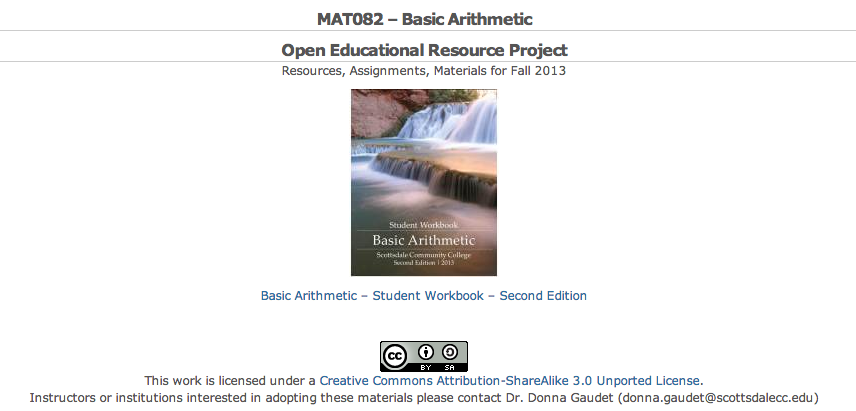 MAT082 – Basic Arithmetic
Open Educational Resource Project
Resources, Assignments, Materials for Fall 2013
Student Workbook
Basic Arithmetic
Scottsdale Community College
Second Edition | 2013
Basic Arithmetic – Student Workbook – Second Edition
cc
BY SA
This work is licensed under a Creative Commons Attribution-ShareAlike 3.0 Unported License.
Instructors or institutions interested in adopting these materials please contact Dr. Donna Gaudet (donna.gaudet@scottsdalecc.edu)